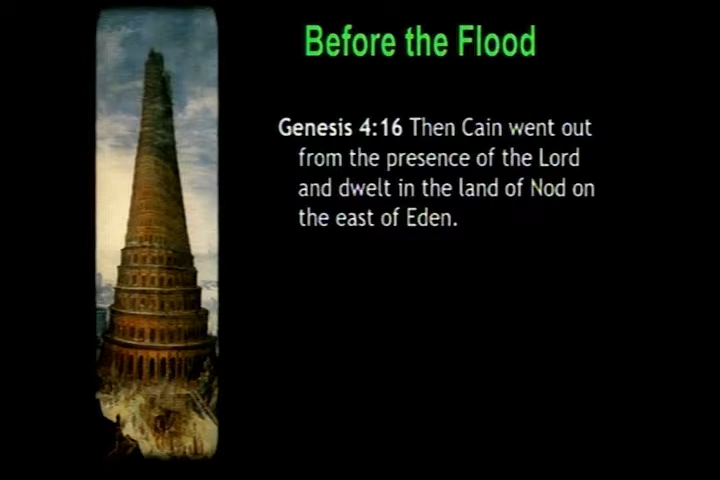 Before the Flood
Genesis 4:16 Then Cain went out
from the presence of the Lord
and dwelt in the land of Nod on
the east of Eden.